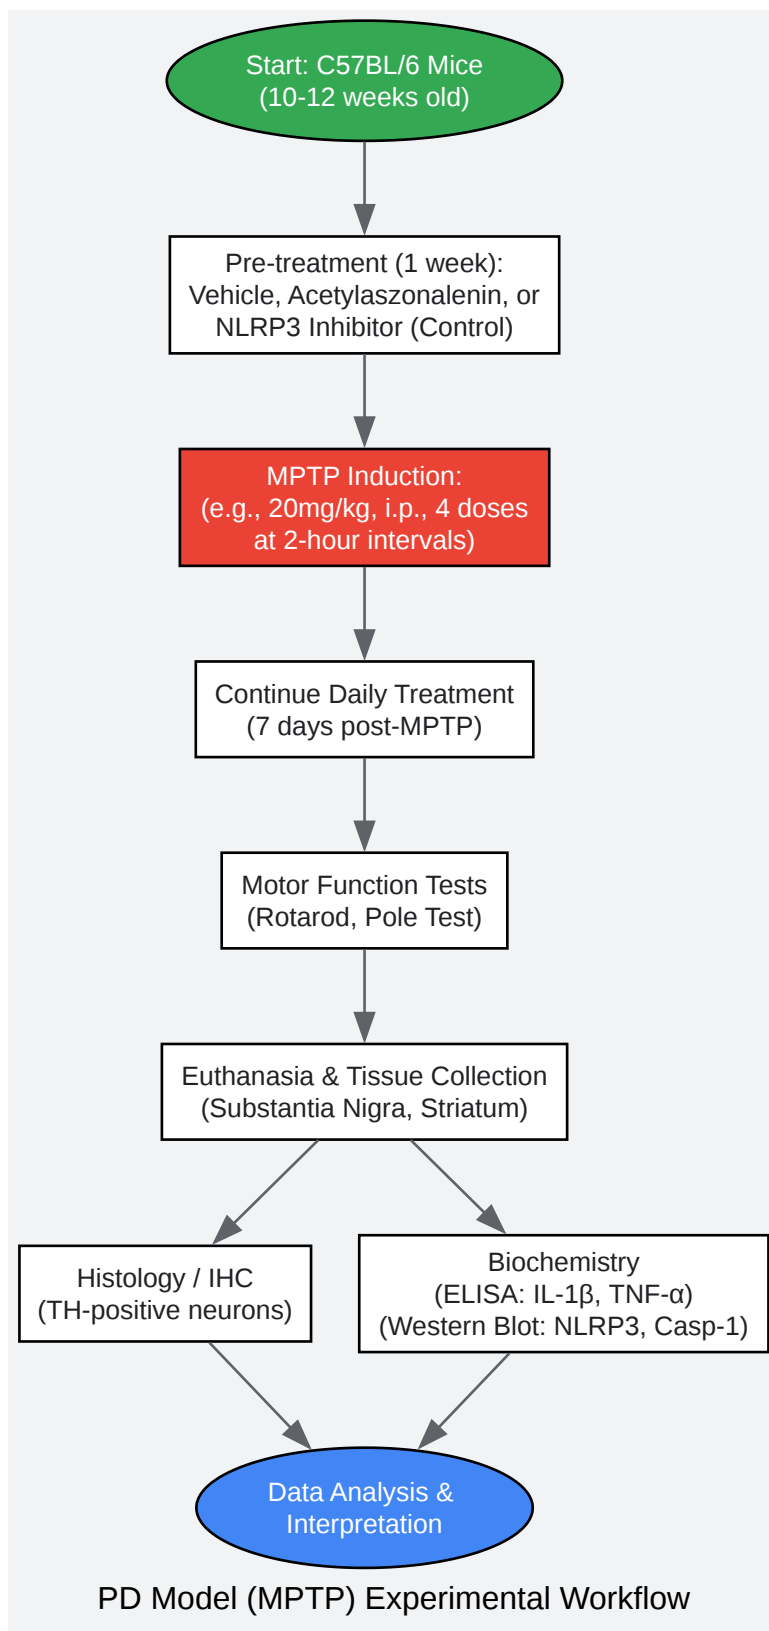 Start: C57BL/6 Mice
(10-12 weeks old)
Pre-treatment (1 week):
Vehicle, Acetylaszonalenin, or
NLRP3 Inhibitor (Control)
MPTP Induction:
(e.g., 20mg/kg, i.p., 4 doses
at 2-hour intervals)
Continue Daily Treatment
(7 days post-MPTP)
Motor Function Tests
(Rotarod, Pole Test)
Euthanasia & Tissue Collection
(Substantia Nigra, Striatum)
Histology / IHC
(TH-positive neurons)
Biochemistry
(ELISA: IL-1β, TNF-α)
(Western Blot: NLRP3, Casp-1)
Data Analysis &
Interpretation
PD Model (MPTP) Experimental Workflow